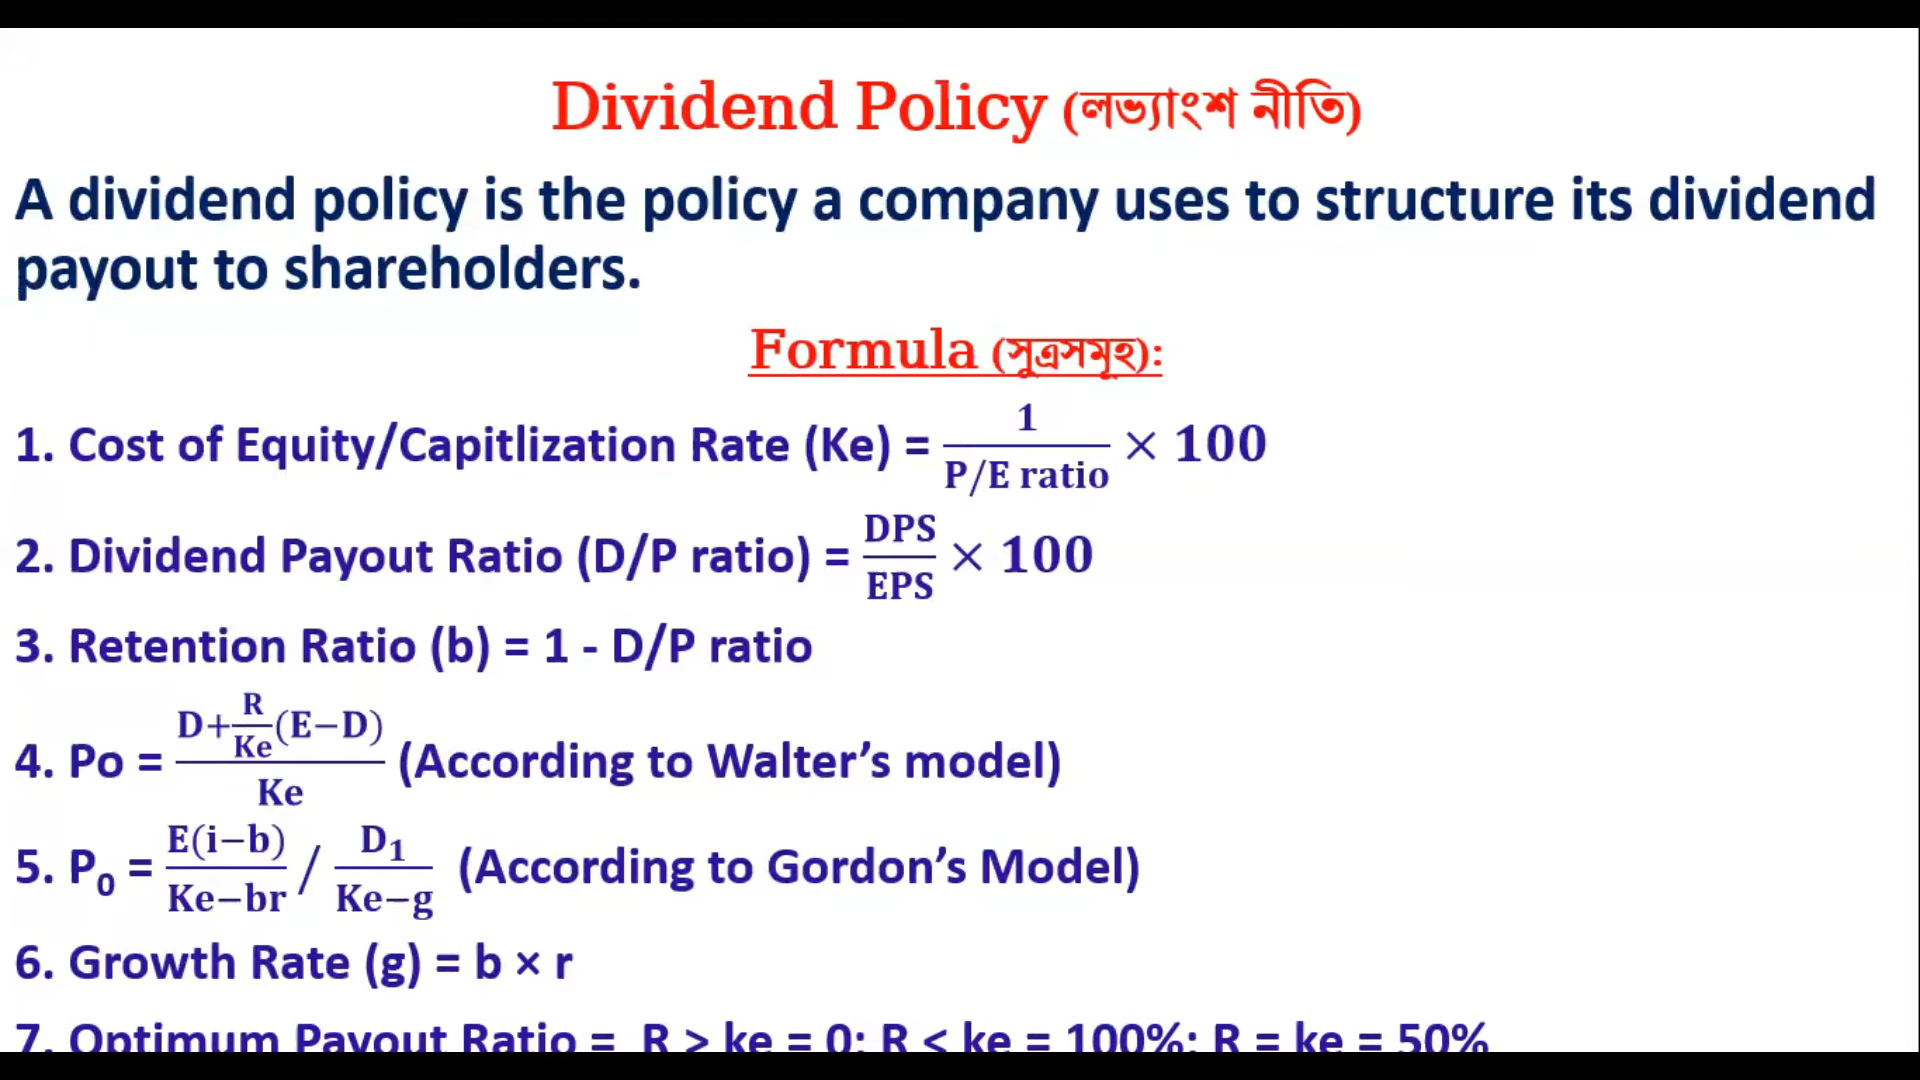 Dividend Policy (লভ্যাংশ নীতি)
A dividend policy is the policy a company uses to structure its dividend
payout to shareholders.
Formula (সূত্রসমূহ):
1. Cost of Equity/Capitlization Rate (Ke) = 1 / P/E ratio × 100
2. Dividend Payout Ratio (D/P ratio) = DPS / EPS × 100
3. Retention Ratio (b) = 1 - D/P ratio
4. Po = D+R/Ke(E−D) / Ke (According to Walter’s model)
5. P₀ = E(i−b) / Ke−br / D₁ / Ke−g (According to Gordon’s Model)
6. Growth Rate (g) = b × r
7. Optimum Payout Ratio = R > ke = 0; R < ke = 100%; R = ke = 50%